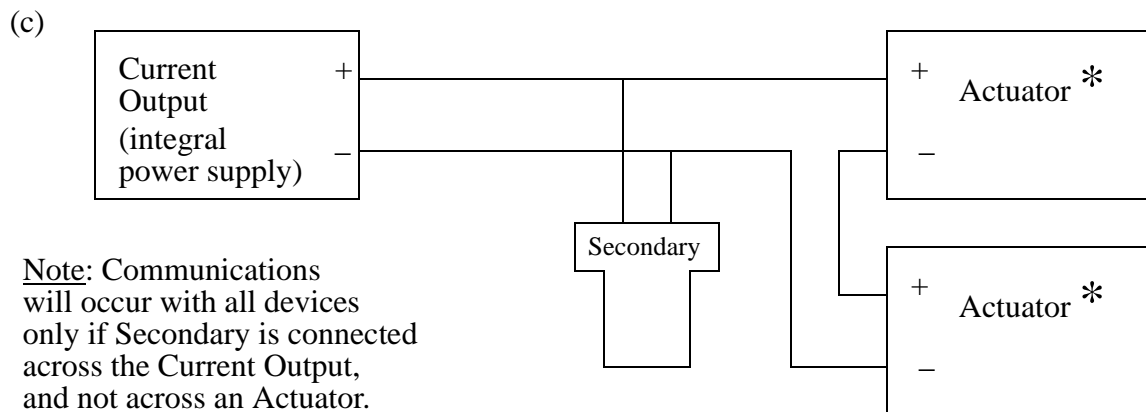 (c)
Current +
Output
(integral
power supply) –
+ Actuator *
–
Secondary
+ Actuator *
–
Note: Communications
will occur with all devices
only if Secondary is connected
across the Current Output,
and not across an Actuator.